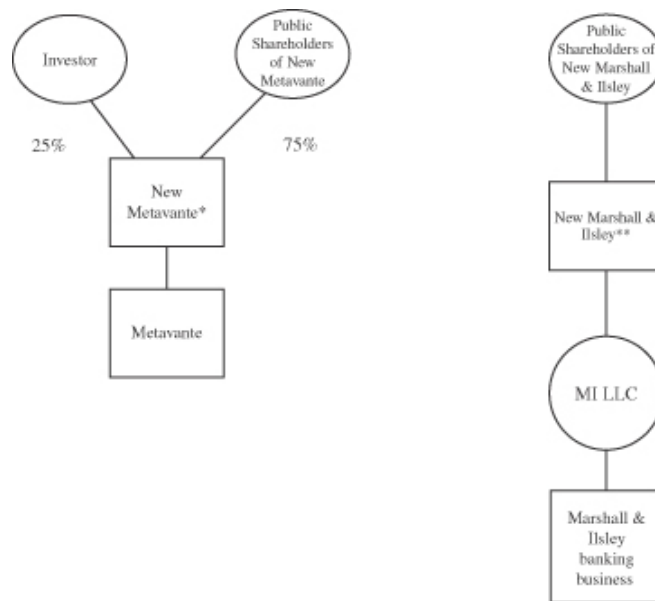 Investor
Public
Shareholders
of New
Metavante
25%
75%
New
Metavante*
Metavante
Public
Shareholders of
New Marshall
& Ilsley
New Marshall &
Ilsley**
MI LLC
Marshall &
Ilsley
banking
business